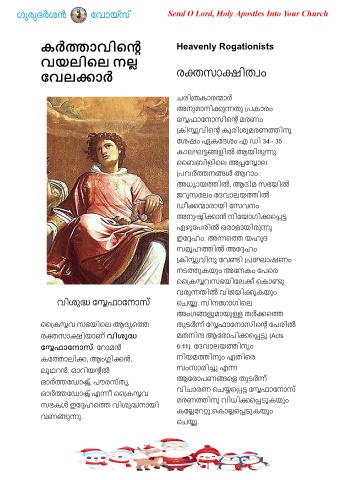 ഗുരുദർശൻ വോയ്സ്
Send O Lord, Holy Apostles Into Your Church
കർത്താവിന്റെ
വയലിലെ നല്ല
വേലക്കാർ
വിശുദ്ധ സ്തേഫാനോസ്
ക്രൈസ്തവ സഭയിലെ ആദ്യത്തെ
രക്തസാക്ഷിയാണ് വിശുദ്ധ
സ്തേഫാനോസ്. റോമൻ
കത്തോലിക്ക, ആംഗ്ലിക്കൻ,
ലൂഥറൻ, ഓറിയന്റൽ
ഓർത്തഡോക്സ്, പൗരസ്ത്യ
ഓർത്തഡോക്സ് എന്നീ ക്രൈസ്തവ
സഭകൾ ഇദ്ദേഹത്തെ വിശുദ്ധനായി
വണങ്ങുന്നു.
Heavenly Rogationists
രക്തസാക്ഷിത്വം
ചരിത്രകാരന്മാർ
അനുമാനിക്കുന്നതു പ്രകാരം
സ്തേഫാനോസിന്റെ മരണം
ക്രിസ്തുവിന്റെ കുരിശുമരണത്തിനു
ശേഷം ഏകദേശം എ ഡി 34 - 35
കാലഘട്ടങ്ങളിൽ ആയിരുന്നു.
ബൈബിളിലെ അപ്പസ്തോല
പ്രവർത്തനങ്ങൾ ആറാം
അധ്യായത്തിൽ, ആദിമ സഭയിൽ
ജറുസലേം ദേവാലയത്തിൽ
ഡീക്കന്മാരായി സേവനം
അനുഷ്ഠിക്കാൻ നിയോഗിക്കപ്പെട്ട
ഏഴുപേരിൽ ഒരാളായിരുന്നു
ഇദ്ദേഹം. അന്നത്തെ യഹൂദ
സമൂഹത്തിൽ അദ്ദേഹം
ക്രിസ്തുവിനു വേണ്ടി പ്രഘോഷണം
നടത്തുകയും അനേകം പേരെ
ക്രൈസ്തവസഭയിലേക്ക് കൊണ്ടു
വരുന്നതിൽ വിജയിക്കുകയും
ചെയ്തു. സിനഗോഗിലെ
അംഗങ്ങളുമായുള്ള തർക്കത്തെ
തുടർന്ന് സ്തേഫാനോസിന്റെ പേരിൽ
മതനിന്ദ ആരോപിക്കപ്പെട്ടു (Acts
6:11). ദേവാലയത്തിനും
നിയമത്തിനും എതിരെ
സംസാരിച്ചു എന്ന
ആരോപണങ്ങളെ തുടർന്ന്
വിചാരണ ചെയ്യപ്പെട്ട സ്തേഫാനോസ്
മരണത്തിനു വിധിക്കപ്പെടുകയും
കല്ലേറേറ്റു കൊല്ലപ്പെടുകയും
ചെയ്തു.